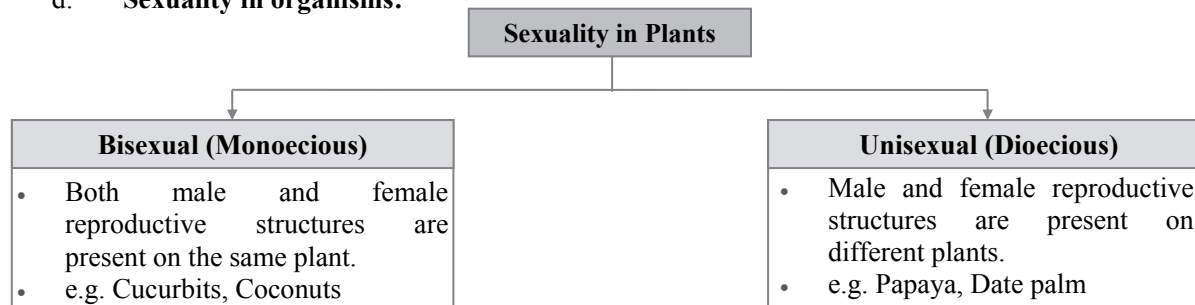 d. Sexuality in organisms:
Sexuality in Plants
Bisexual (Monoecious)
• Both male and female
reproductive structures are
present on the same plant.
• e.g. Cucurbits, Coconuts
Unisexual (Dioecious)
• Male and female reproductive
structures are present on
different plants.
• e.g. Papaya, Date palm